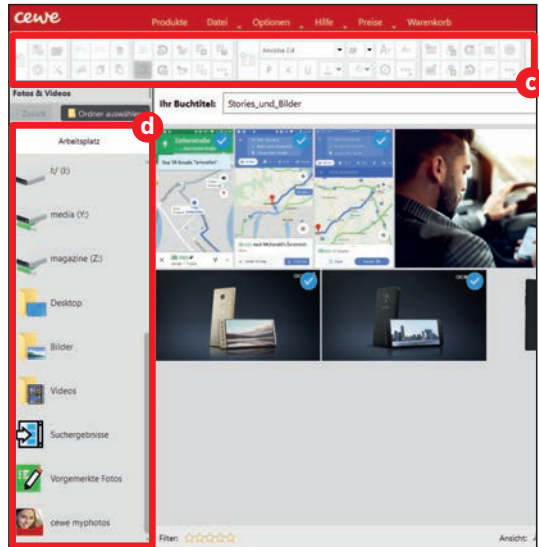 cewe
Produkte Datei Optionen Hilfe Preise Warenkorb
F K U
c
Fotos & Videos
Zurück Ordner auswählen
d
Ihr Buchtitel: Stories_und_Bilder
Arbeitsplatz
b/ (I:)
media (Y:)
magazine (Z:)
Desktop
Bilder
Videos
Suchergebnisse
Vorgemerkte Fotos
cewe myphotos
Zollerstraße
Filter:
Ansicht: